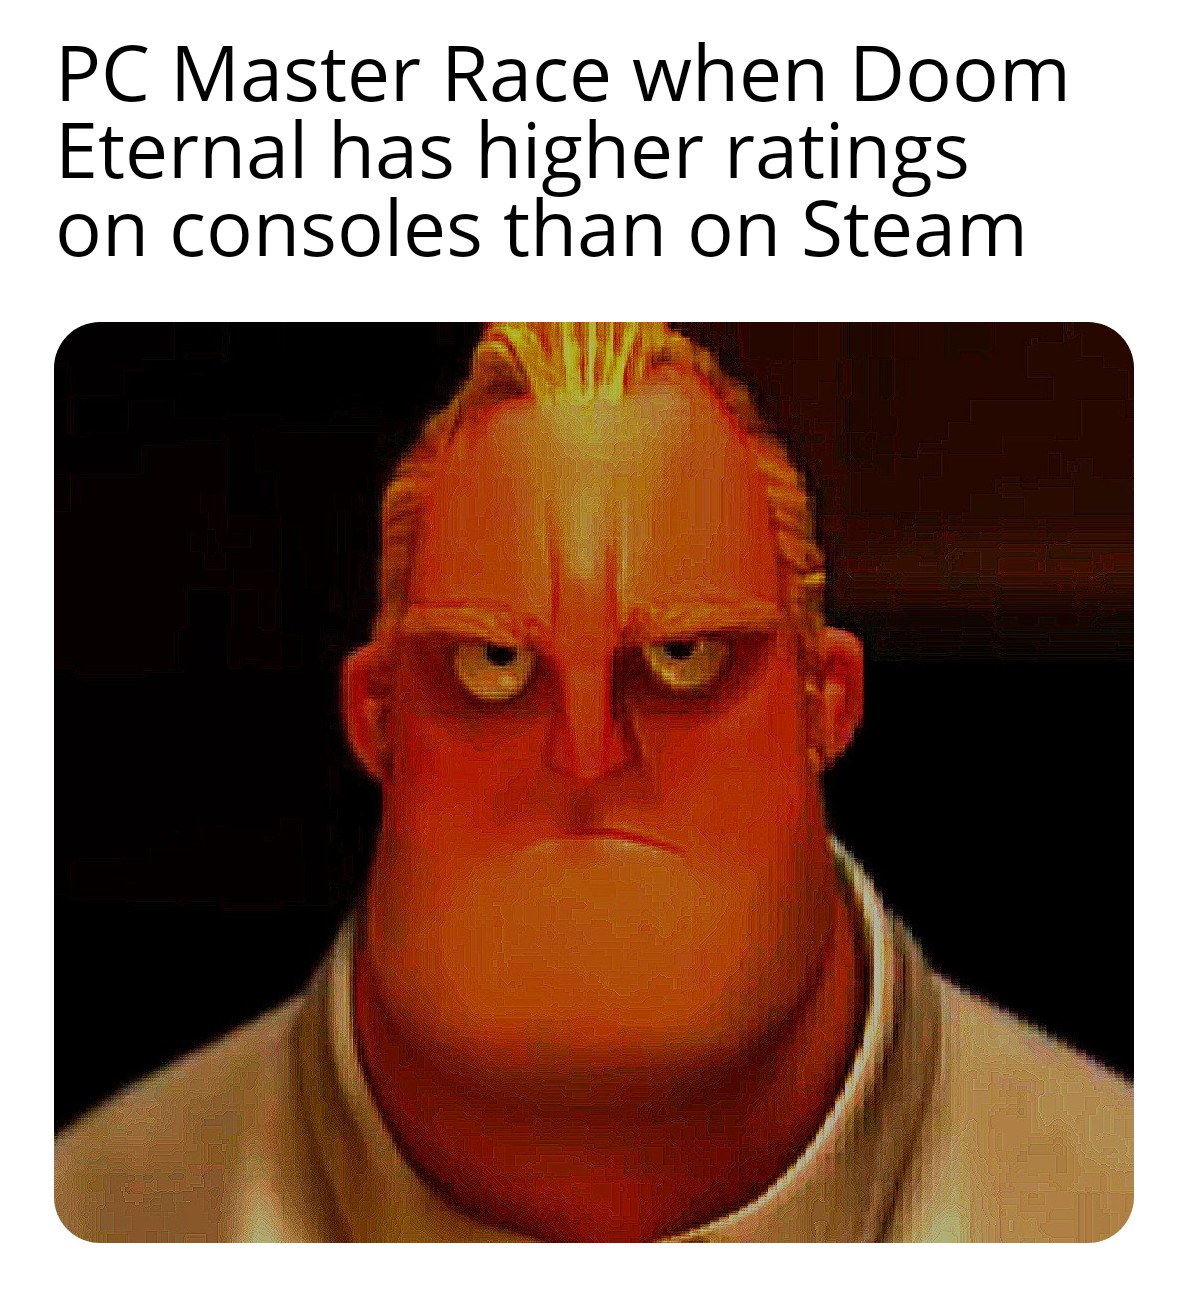 PC Master Race when Doom
Eternal has higher ratings
on consoles than on Steam